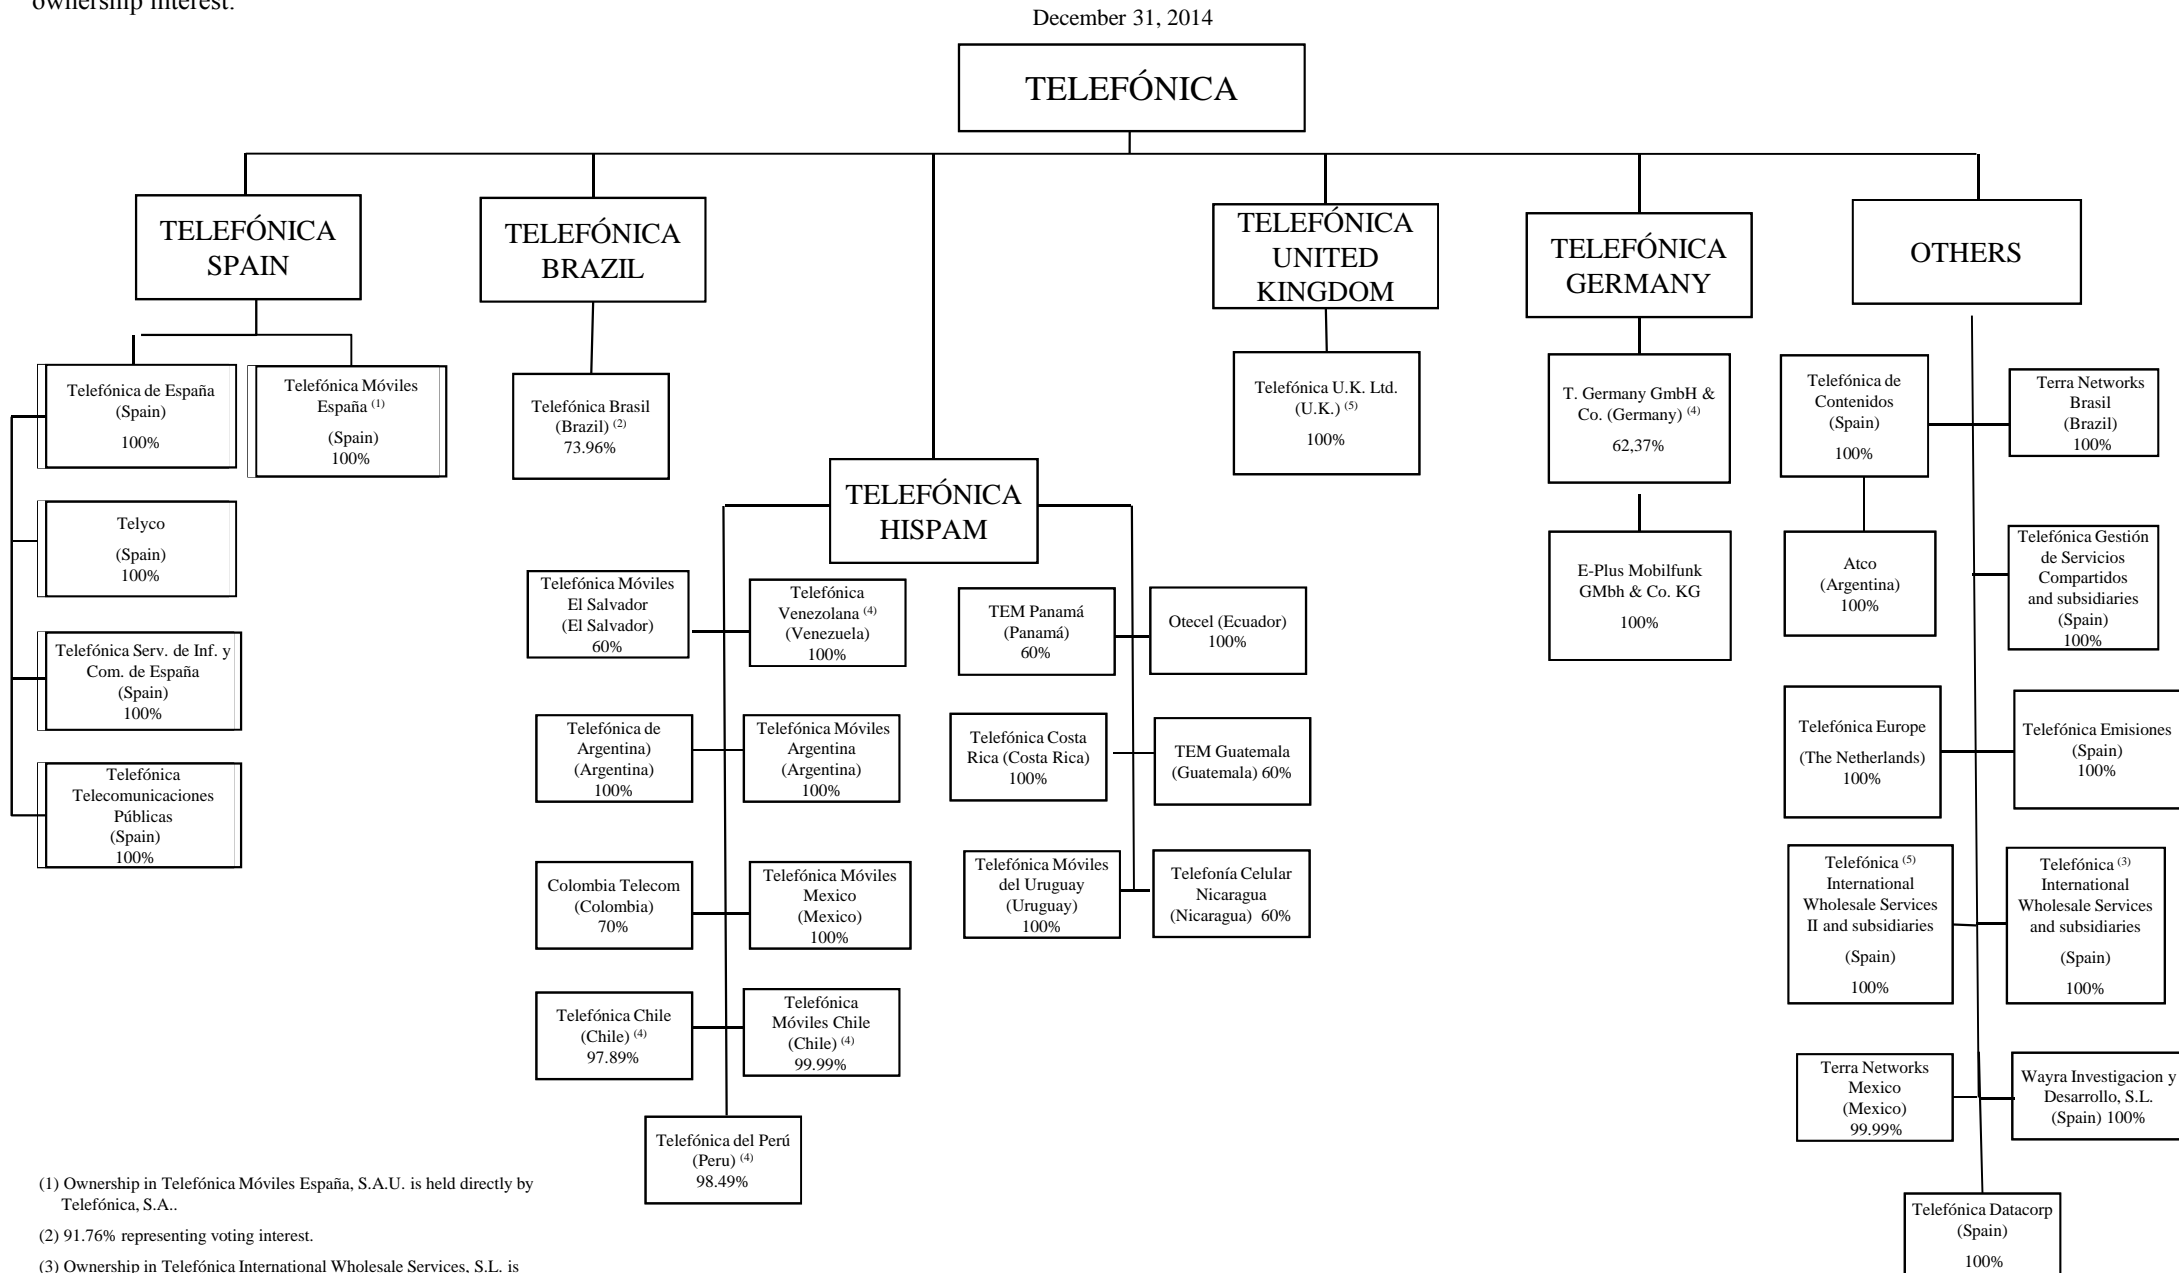 ownership interest.
December 31, 2014
TELEFÓNICA
TELEFÓNICA
SPAIN
TELEFÓNICA
BRAZIL
TELEFÓNICA
UNITED
KINGDOM
TELEFÓNICA
GERMANY
OTHERS
Telefónica de España
(Spain)
100%
Telefónica Móviles
España (1)
(Spain)
100%
Telyco
(Spain)
100%
Telefónica Serv. de Inf. y
Com. de España
(Spain)
100%
Telefónica
Telecomunicaciones
Públicas
(Spain)
100%
Telefónica Brasil
(Brazil) (2)
73.96%
TELEFÓNICA
HISPAM
Telefónica Móviles
El Salvador
(El Salvador)
60%
Telefónica
Venezolana (4)
(Venezuela)
100%
Telefónica de
Argentina)
(Argentina)
100%
Telefónica Móviles
Argentina
(Argentina)
100%
Colombia Telecom
(Colombia)
70%
Telefónica Móviles
Mexico
(Mexico)
100%
Telefónica Chile
(Chile) (4)
97.89%
Telefónica
Móviles Chile
(Chile) (4)
99.99%
Telefónica del Perú
(Peru) (4)
98.49%
TEM Panamá
(Panamá)
60%
Otecel (Ecuador)
100%
Telefónica Costa
Rica (Costa Rica)
100%
TEM Guatemala
(Guatemala) 60%
Telefónica Móviles
del Uruguay
(Uruguay)
100%
Telefonía Celular
Nicaragua
(Nicaragua) 60%
Telefónica U.K. Ltd.
(U.K.) (5)
100%
T. Germany GmbH &
Co. (Germany) (4)
62,37%
E-Plus Mobilfunk
GMbh & Co. KG
100%
Telefónica de
Contenidos
(Spain)
100%
Terra Networks
Brasil
(Brazil)
100%
Atco
(Argentina)
100%
Telefónica Gestión
de Servicios
Compartidos
and subsidiaries
(Spain)
100%
Telefónica Europe
(The Netherlands)
100%
Telefónica Emisiones
(Spain)
100%
Telefónica (5)
International
Wholesale Services
II and subsidiaries
(Spain)
100%
Telefónica (3)
International
Wholesale Services
and subsidiaries
(Spain)
100%
Terra Networks
Mexico
(Mexico)
99.99%
Wayra Investigacion y
Desarrollo, S.L.
(Spain) 100%
Telefónica Datacorp
(Spain)
100%
(1) Ownership in Telefónica Móviles España, S.A.U. is held directly by
Telefónica, S.A..
(2) 91.76% representing voting interest.
(3) Ownership in Telefónica International Wholesale Services, S.L. is